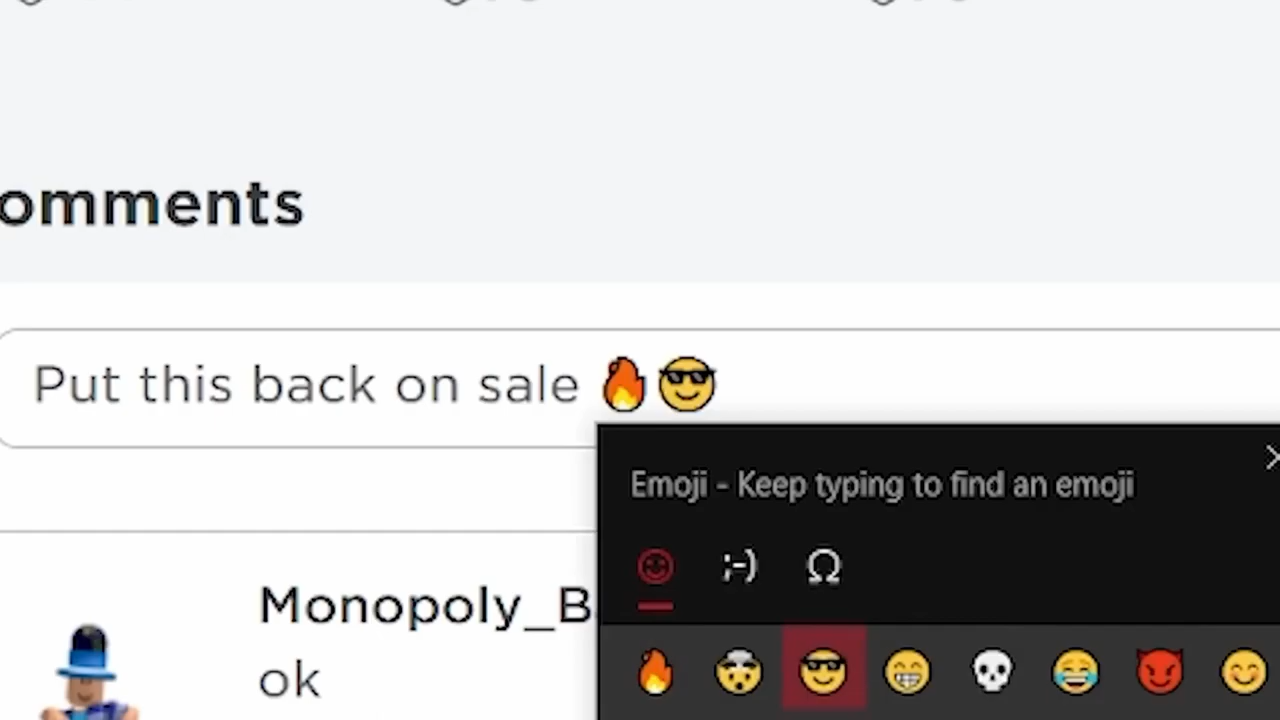 omments
Put this back on sale 🔥😎
Emoji - Keep typing to find an emoji
;-) Ω
Monopoly_B
ok